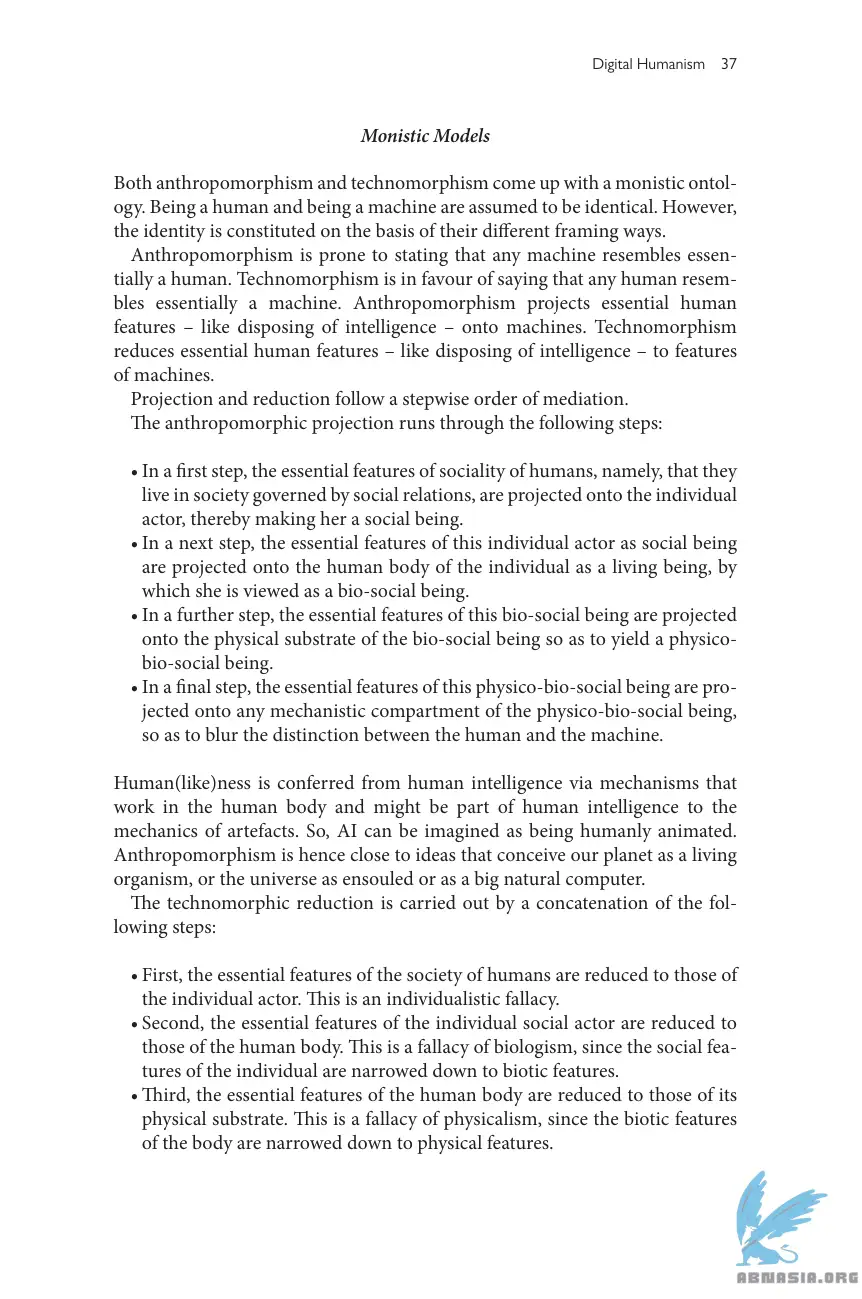 Digital Humanism 37
Monistic Models
Both anthropomorphism and technomorphism come up with a monistic ontol-
ogy. Being a human and being a machine are assumed to be identical. However,
the identity is constituted on the basis of their different framing ways.
Anthropomorphism is prone to stating that any machine resembles essen-
tially a human. Technomorphism is in favour of saying that any human resem-
bles essentially a machine. Anthropomorphism projects essential human
features – like disposing of intelligence – onto machines. Technomorphism
reduces essential human features – like disposing of intelligence – to features
of machines.
Projection and reduction follow a stepwise order of mediation.
The anthropomorphic projection runs through the following steps:
• In a first step, the essential features of sociality of humans, namely, that they
live in society governed by social relations, are projected onto the individual
actor, thereby making her a social being.
• In a next step, the essential features of this individual actor as social being
are projected onto the human body of the individual as a living being, by
which she is viewed as a bio-social being.
• In a further step, the essential features of this bio-social being are projected
onto the physical substrate of the bio-social being so as to yield a physico-
bio-social being.
• In a final step, the essential features of this physico-bio-social being are pro-
jected onto any mechanistic compartment of the physico-bio-social being,
so as to blur the distinction between the human and the machine.
Human(like)ness is conferred from human intelligence via mechanisms that
work in the human body and might be part of human intelligence to the
mechanics of artefacts. So, AI can be imagined as being humanly animated.
Anthropomorphism is hence close to ideas that conceive our planet as a living
organism, or the universe as ensouled or as a big natural computer.
The technomorphic reduction is carried out by a concatenation of the fol-
lowing steps:
• First, the essential features of the society of humans are reduced to those of
the individual actor. This is an individualistic fallacy.
• Second, the essential features of the individual social actor are reduced to
those of the human body. This is a fallacy of biologism, since the social fea-
tures of the individual are narrowed down to biotic features.
• Third, the essential features of the human body are reduced to those of its
physical substrate. This is a fallacy of physicalism, since the biotic features
of the body are narrowed down to physical features.
ABNASIA.ORG